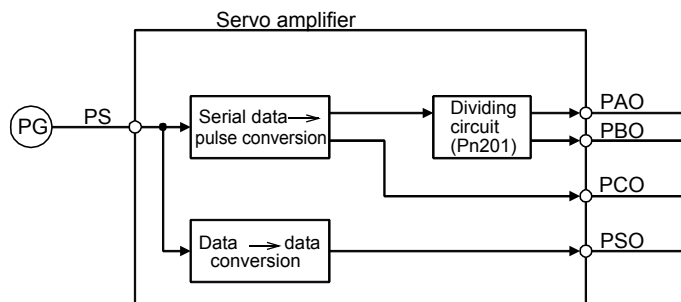 Servo amplifier
PG
PS
Serial data→
pulse conversion
Dividing
circuit
(Pn201)
PAO
PBO
PCO
Data → data
conversion
PSO